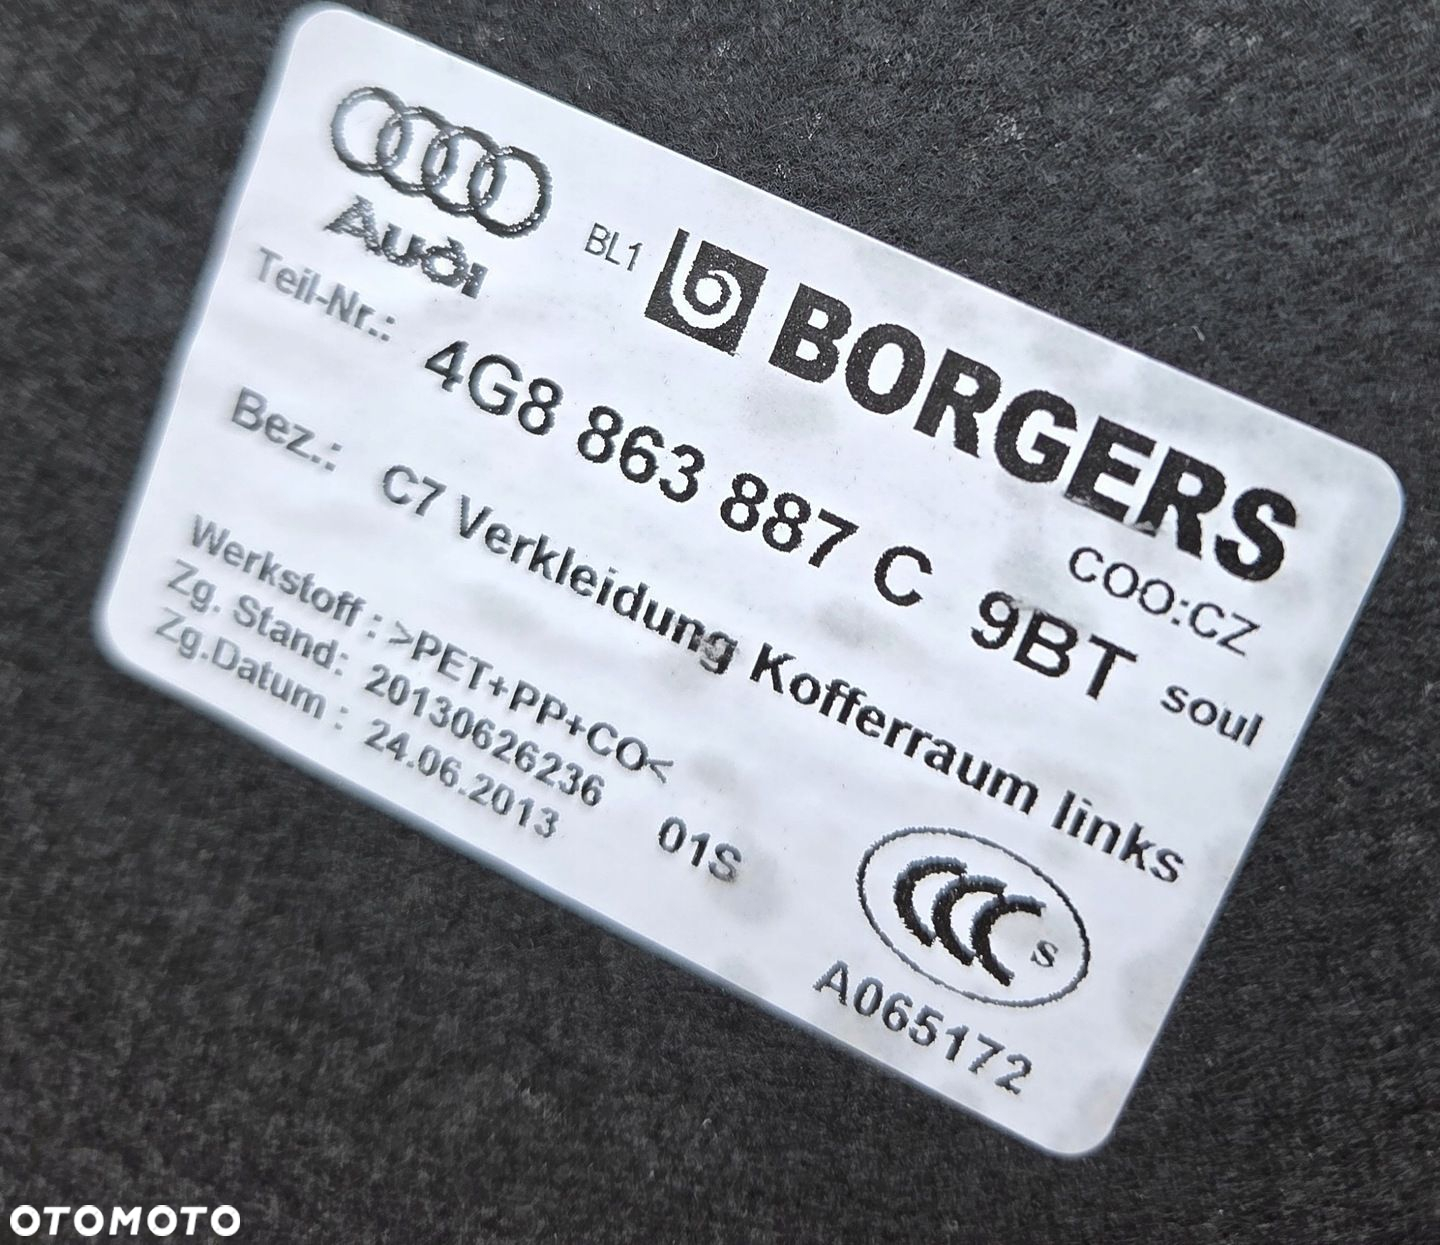 Audi
BL1 BORGERS
COO:CZ
Teil-Nr.: 4G8 863 887 C 9BT soul
Bez.: C7 Verkleidung Kofferraum links
Werkstoff : >PET+PP+CO<
Zg. Stand: 20130626236
Zg.Datum : 24.06.2013 01S
CCC S
A065172
OTOMOTO